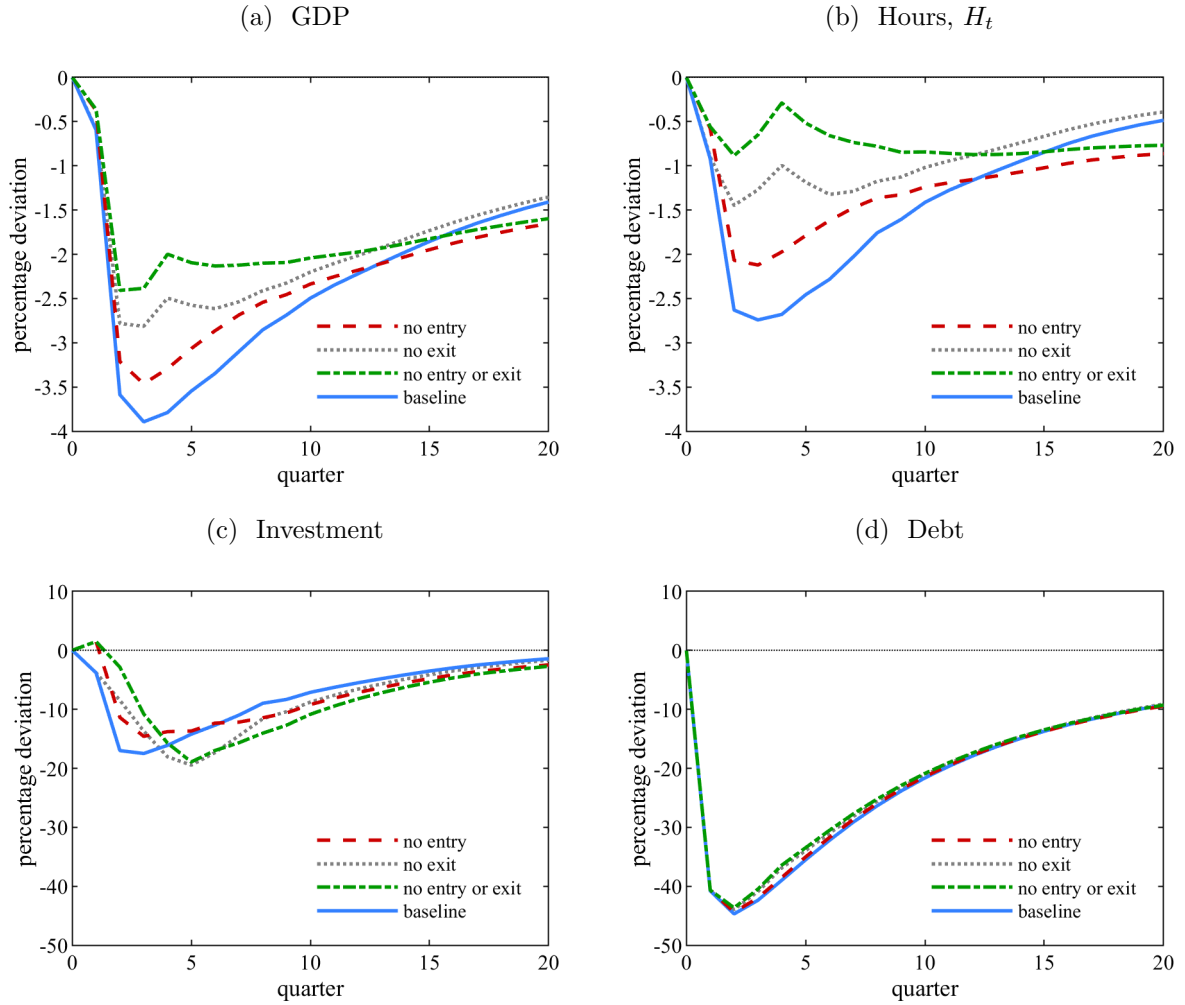 (a) GDP
percentage deviation
0
-0.5
-1
-1.5
-2
-2.5
-3
-3.5
-4
no entry
no exit
no entry or exit
baseline
0 5 10 15 20
quarter
(b) Hours, H_t
percentage deviation
0
-0.5
-1
-1.5
-2
-2.5
-3
-3.5
-4
no entry
no exit
no entry or exit
baseline
0 5 10 15 20
quarter
(c) Investment
percentage deviation
10
0
-10
-20
-30
-40
-50
no entry
no exit
no entry or exit
baseline
0 5 10 15 20
quarter
(d) Debt
percentage deviation
10
0
-10
-20
-30
-40
-50
no entry
no exit
no entry or exit
baseline
0 5 10 15 20
quarter